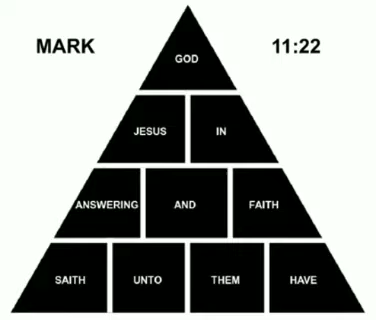 MARK 11:22
GOD
JESUS IN
ANSWERING AND FAITH
SAITH UNTO THEM HAVE